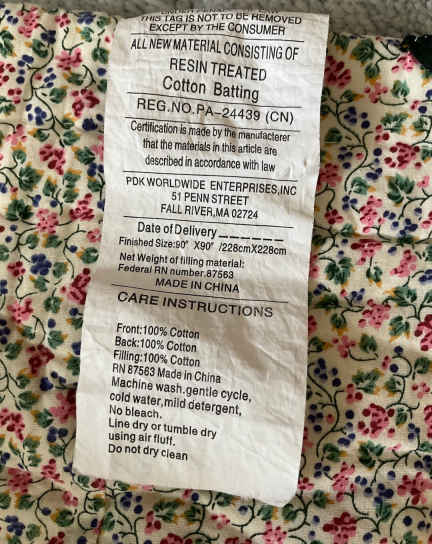 THIS TAG IS NOT TO BE REMOVED
EXCEPT BY THE CONSUMER
ALL NEW MATERIAL CONSISTING OF
RESIN TREATED
Cotton Batting
REG.NO.PA-24439 (CN)
Certification is made by the manufacterer
that the materials in this article are
described in accordance with law
PDK WORLDWIDE ENTERPRISES,INC
51 PENN STREET
FALL RIVER,MA 02724
Date of Delivery ______
Finished Size:90" X90" /228cmX228cm
Net Weight of filling material:
Federal RN number.87563
MADE IN CHINA
CARE INSTRUCTIONS
Front:100% Cotton
Back:100% Cotton
Filling:100% Cotton
RN 87563 Made in China
Machine wash.gentle cycle,
cold water,mild detergent,
No bleach.
Line dry or tumble dry
using air fluff.
Do not dry clean